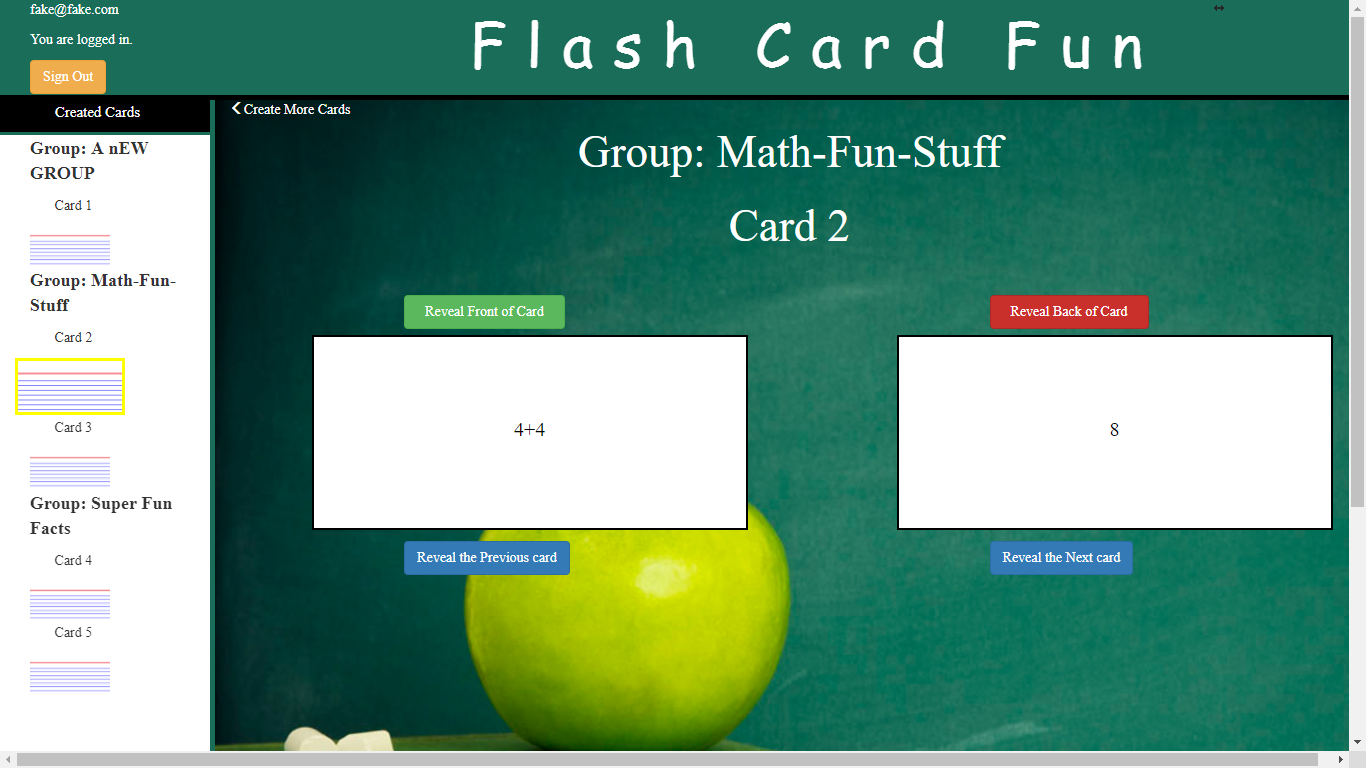 fake@fake.com
You are logged in.
Sign Out
Flash Card Fun
Created Cards
Group: A nEW
GROUP
Card 1
Group: Math-Fun-
Stuff
Card 2
Card 3
Group: Super Fun
Facts
Card 4
Card 5
Create More Cards
Group: Math-Fun-Stuff
Card 2
Reveal Front of Card
Reveal Back of Card
4+4
8
Reveal the Previous card
Reveal the Next card